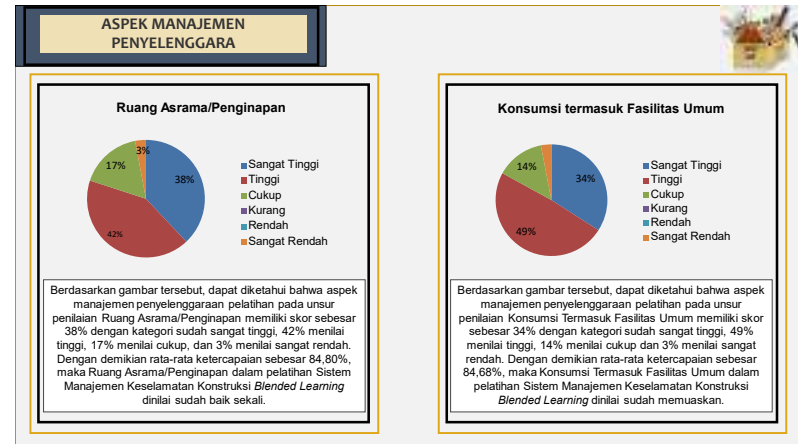 ASPEK MANAJEMEN
PENYELENGGARA
Ruang Asrama/Penginapan
3%
17%
38%
42%
Sangat Tinggi
Tinggi
Cukup
Kurang
Rendah
Sangat Rendah
Berdasarkan gambar tersebut, dapat diketahui bahwa aspek
manajemen penyelenggaraan pelatihan pada unsur
penilaian Ruang Asrama/Penginapan memiliki skor sebesar
38% dengan kategori sudah sangat tinggi, 42% menilai
tinggi, 17% menilai cukup, dan 3% menilai sangat rendah.
Dengan demikian rata-rata ketercapaian sebesar 84,80%,
maka Ruang Asrama/Penginapan dalam pelatihan Sistem
Manajemen Keselamatan Konstruksi Blended Learning
dinilai sudah baik sekali.
Konsumsi termasuk Fasilitas Umum
14%
34%
49%
Sangat Tinggi
Tinggi
Cukup
Kurang
Rendah
Sangat Rendah
Berdasarkan gambar tersebut, dapat diketahui bahwa aspek
manajemen penyelenggaraan pelatihan pada unsur
penilaian Konsumsi Termasuk Fasilitas Umum memiliki skor
sebesar 34% dengan kategori sudah sangat tinggi, 49%
menilai tinggi, 14% menilai cukup dan 3% menilai sangat
rendah. Dengan demikian rata-rata ketercapaian sebesar
84,68%, maka Konsumsi Termasuk Fasilitas Umum dalam
pelatihan Sistem Manajemen Keselamatan Konstruksi
Blended Learning dinilai sudah memuaskan.